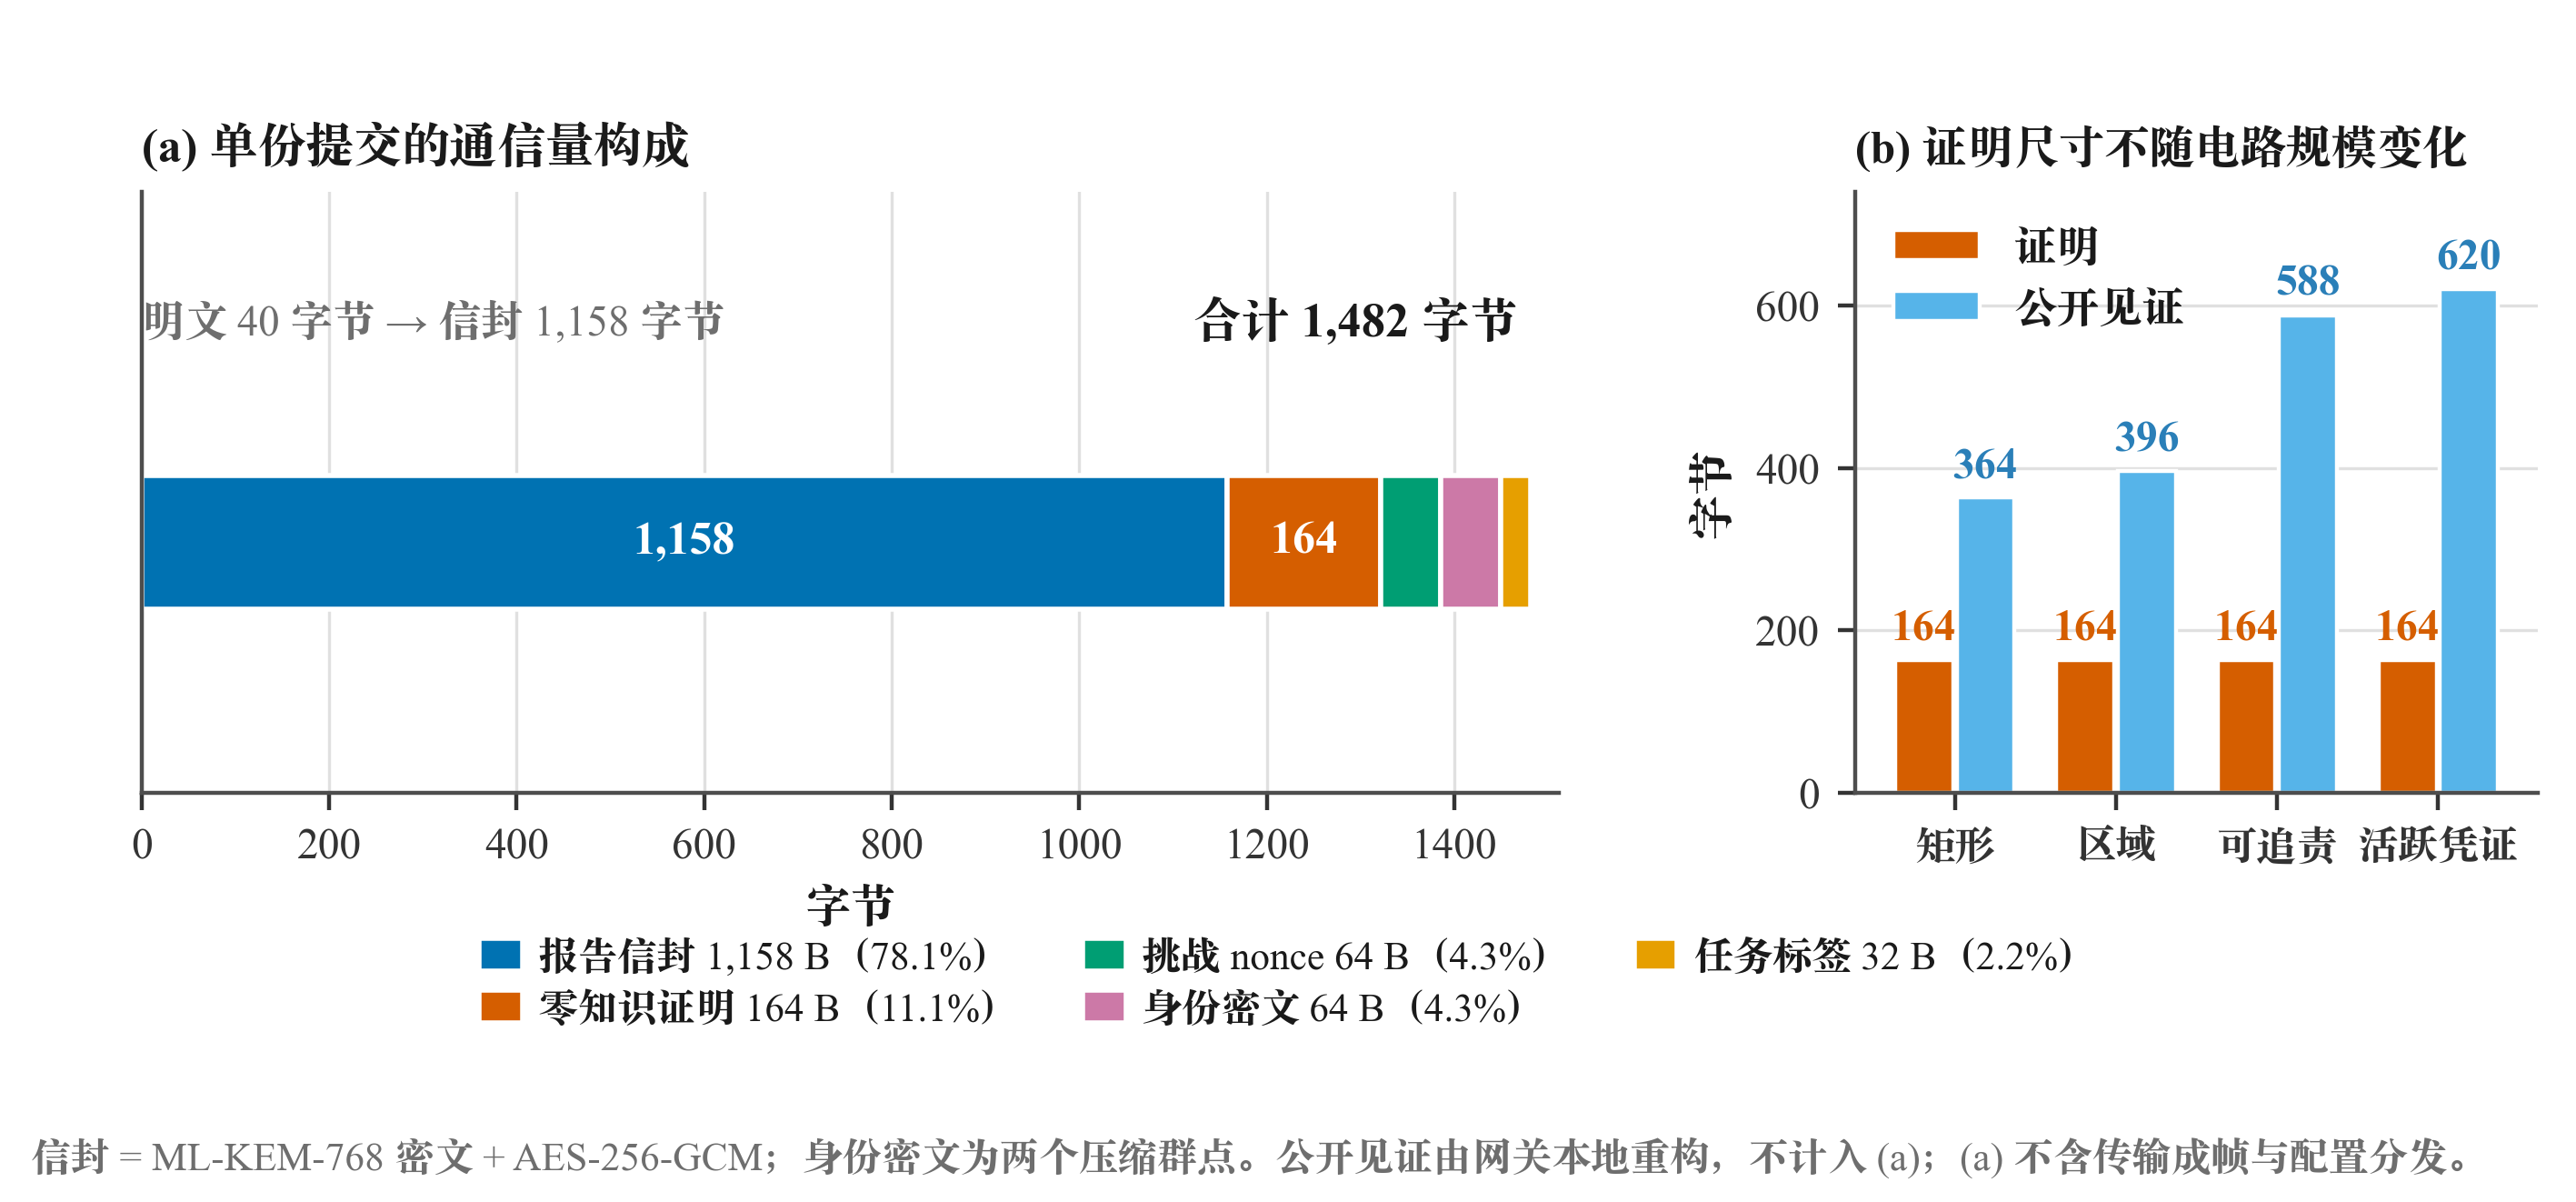 (a) 单份提交的通信量构成
明文 40 字节 → 信封 1,158 字节
合计 1,482 字节
1,158
164
0 200 400 600 800 1000 1200 1400
字节
(b) 证明尺寸不随电路规模变化
证明
公开见证
字节
600
400
200
0
164 364
164 396
164 588
164 620
矩形 区域 可追责 活跃凭证
报告信封 1,158 B (78.1%)
零知识证明 164 B (11.1%)
挑战 nonce 64 B (4.3%)
身份密文 64 B (4.3%)
任务标签 32 B (2.2%)
信封 = ML-KEM-768 密文 + AES-256-GCM；身份密文为两个压缩群点。公开见证由网关本地重构，不计入 (a)；(a) 不含传输成帧与配置分发。